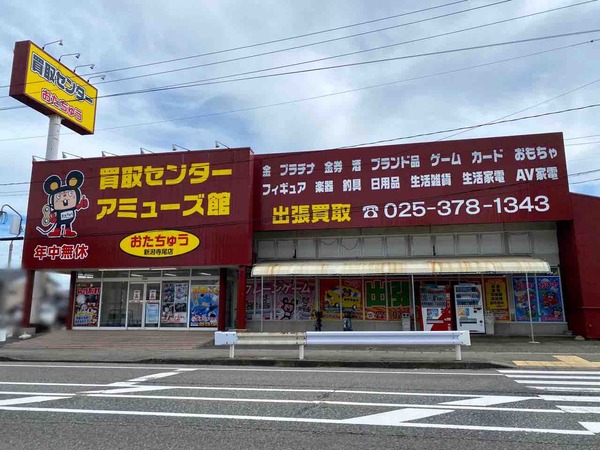 買取センター
おたちゅう
買取センター
アミューズ館
年中無休
おたちゅう
新潟寺尾店
金 プラチナ 金券 酒 ブランド品 ゲーム カード おもちゃ
フィギュア 楽器 釣具 日用品 生活雑貨 生活家電 AV家電
出張買取 ☎025-378-1343